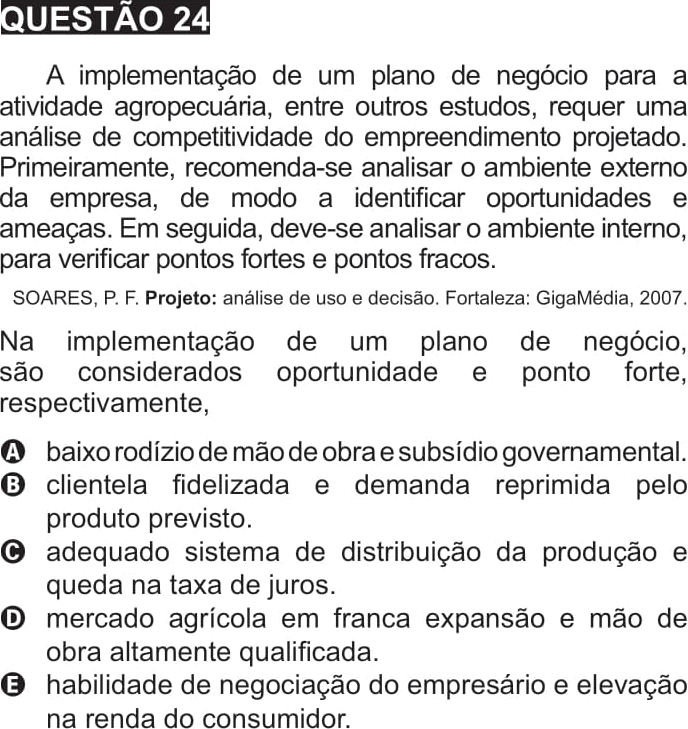 QUESTÃO 24
A implementação de um plano de negócio para a
atividade agropecuária, entre outros estudos, requer uma
análise de competitividade do empreendimento projetado.
Primeiramente, recomenda-se analisar o ambiente externo
da empresa, de modo a identificar oportunidades e
ameaças. Em seguida, deve-se analisar o ambiente interno,
para verificar pontos fortes e pontos fracos.
SOARES, P. F. Projeto: análise de uso e decisão. Fortaleza: GigaMédia, 2007.
Na implementação de um plano de negócio,
são considerados oportunidade e ponto forte,
respectivamente,
A baixo rodízio de mão de obra e subsídio governamental.
B clientela fidelizada e demanda reprimida pelo
produto previsto.
C adequado sistema de distribuição da produção e
queda na taxa de juros.
D mercado agrícola em franca expansão e mão de
obra altamente qualificada.
E habilidade de negociação do empresário e elevação
na renda do consumidor.